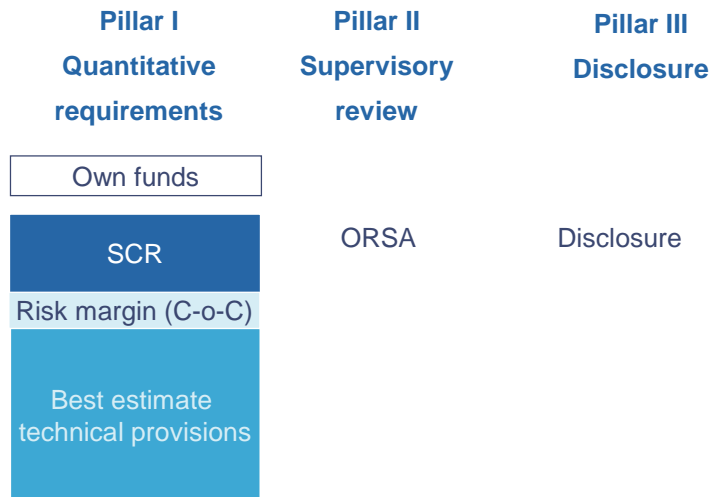 Pillar I
Quantitative
requirements
Pillar II
Supervisory
review
Pillar III
Disclosure
Own funds
SCR
Risk margin (C-o-C)
Best estimate
technical provisions
ORSA
Disclosure